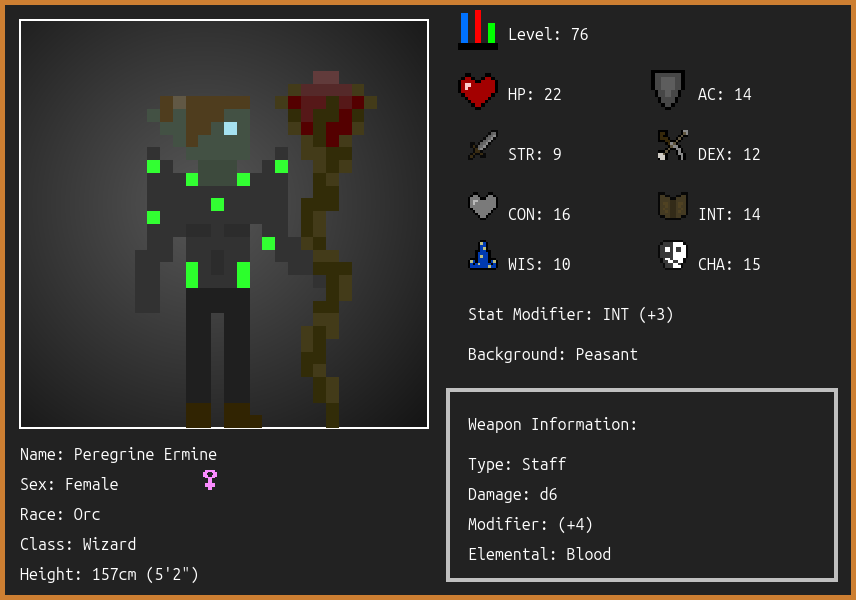 Level: 76
HP: 22
AC: 14
STR: 9
DEX: 12
CON: 16
INT: 14
WIS: 10
CHA: 15
Stat Modifier: INT (+3)
Background: Peasant
Weapon Information:
Type: Staff
Damage: d6
Modifier: (+4)
Elemental: Blood
Name: Peregrine Ermine
Sex: Female
Race: Orc
Class: Wizard
Height: 157cm (5'2")